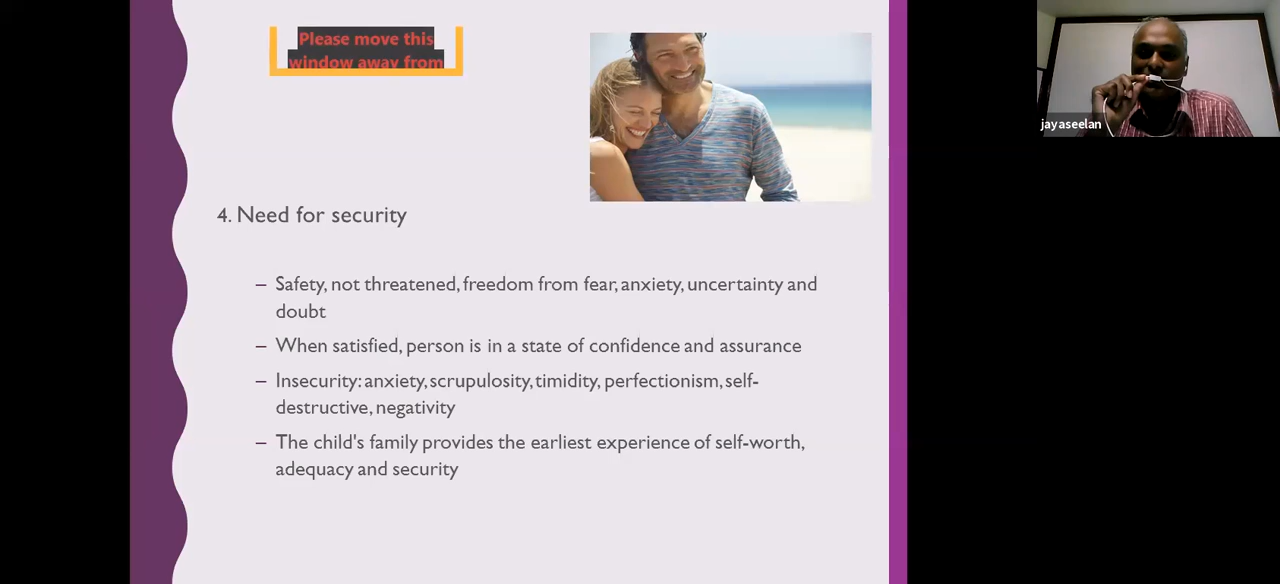 Please move this
window away from
jayaseelan
4. Need for security
– Safety, not threatened, freedom from fear, anxiety, uncertainty and
doubt
– When satisfied, person is in a state of confidence and assurance
– Insecurity: anxiety, scrupulosity, timidity, perfectionism, self-
destructive, negativity
– The child's family provides the earliest experience of self-worth,
adequacy and security